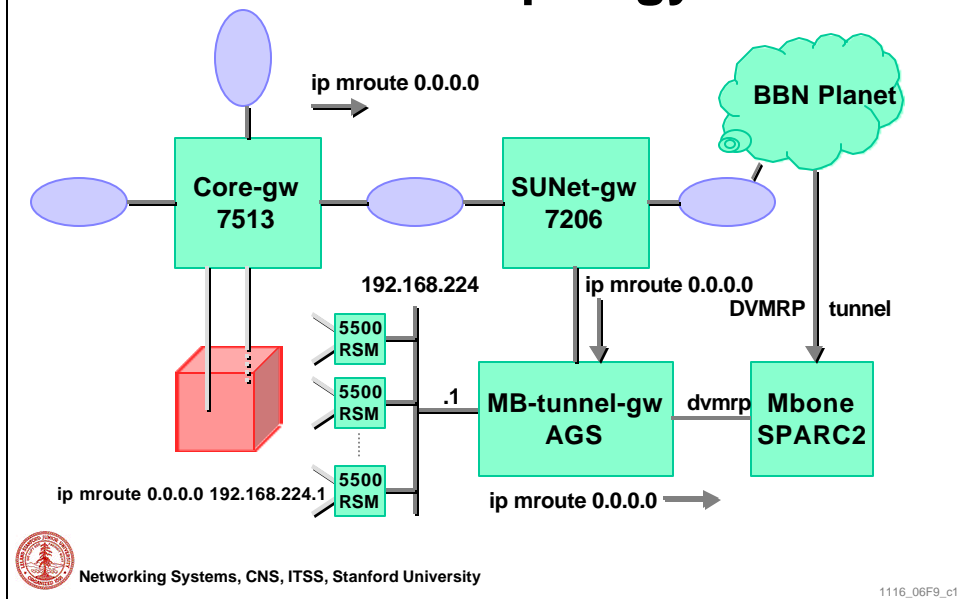 ip mroute 0.0.0.0
BBN Planet
Core-gw
7513
SUNet-gw
7206
192.168.224
ip mroute 0.0.0.0
DVMRP tunnel
5500
RSM
5500
RSM
.1
MB-tunnel-gw
AGS
dvmrp
Mbone
SPARC2
5500
RSM
ip mroute 0.0.0.0 192.168.224.1
ip mroute 0.0.0.0
Networking Systems, CNS, ITSS, Stanford University
1116_06F9_c1